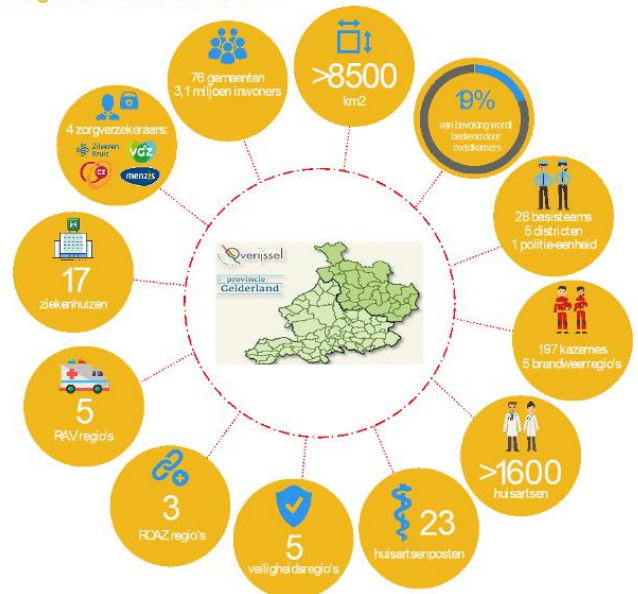 76 gemeenten
3,1 miljoen inwoners
>8500
km2
19%
van bevoking wordt
bediend door
meldkamers
28 basisteams
5 districten
1 politie-eenheid
197 kazernes
5 brandweerregio's
>1600
huisartsen
23
huisartsenposten
5
veiligheidsregio's
3
ROAZ regio's
5
RAV regio's
17
ziekenhuizen
4 zorgverzekeraars:
Zilveren
Kruis
VGZ
CZ
menzis
Overijssel
provincie
Gelderland